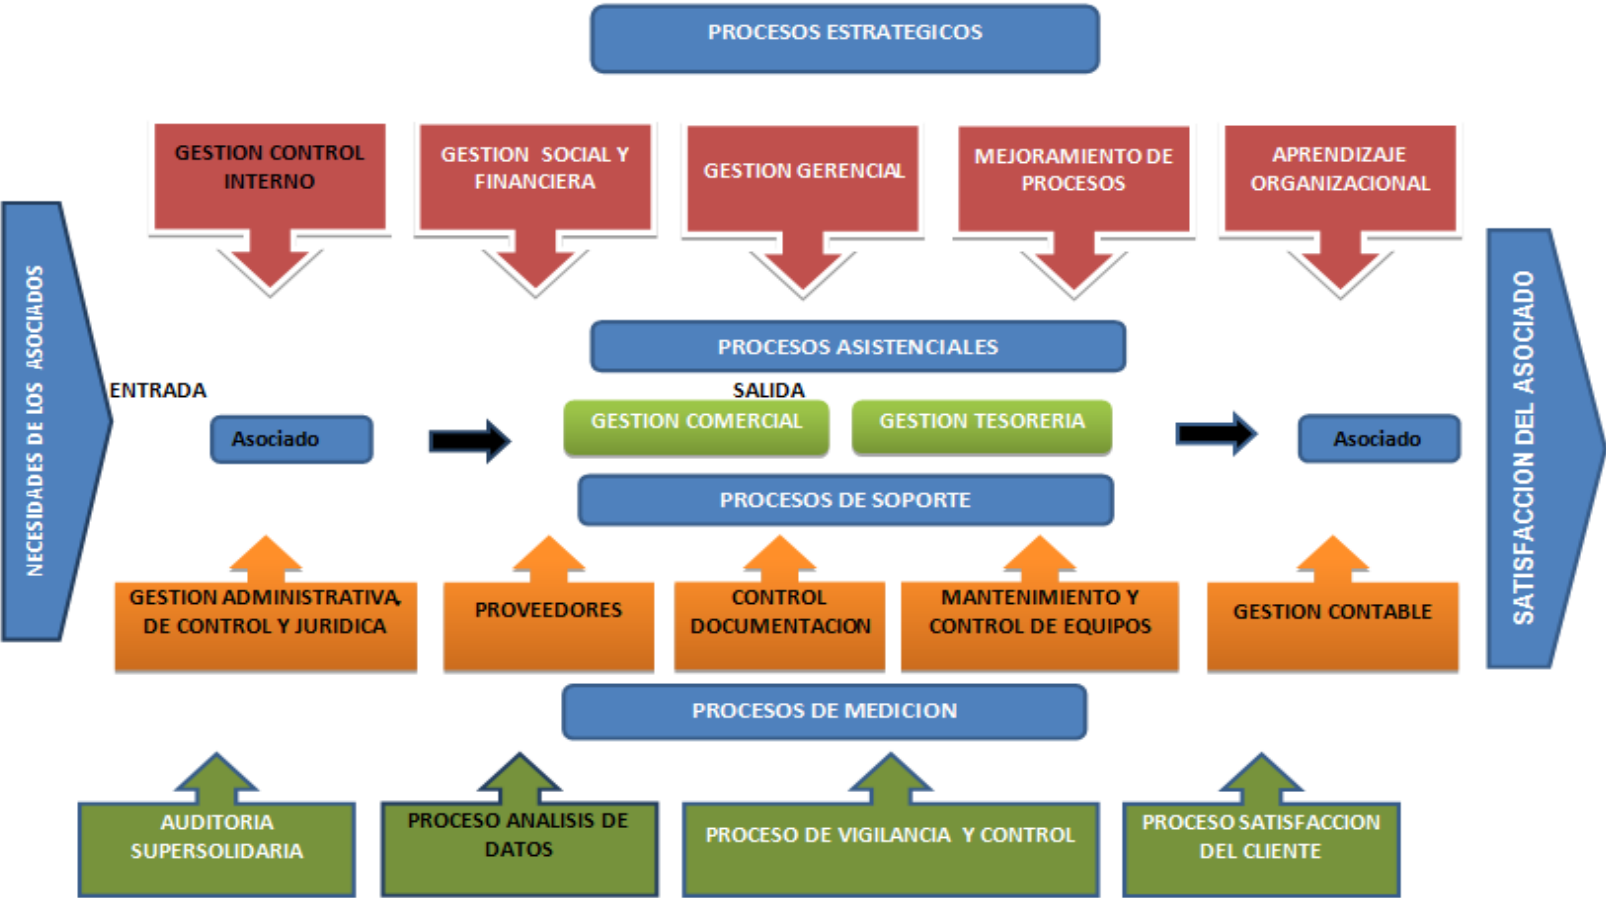 PROCESOS ESTRATEGICOS
GESTION CONTROL
INTERNO
GESTION SOCIAL Y
FINANCIERA
GESTION GERENCIAL
MEJORAMIENTO DE
PROCESOS
APRENDIZAJE
ORGANIZACIONAL
NECESIDADES DE LOS ASOCIADOS
PROCESOS ASISTENCIALES
ENTRADA
SALIDA
Asociado
GESTION COMERCIAL
GESTION TESORERIA
Asociado
SATISFACCION DEL ASOCIADO
PROCESOS DE SOPORTE
GESTION ADMINISTRATIVA,
DE CONTROL Y JURIDICA
PROVEEDORES
CONTROL
DOCUMENTACION
MANTENIMIENTO Y
CONTROL DE EQUIPOS
GESTION CONTABLE
PROCESOS DE MEDICION
AUDITORIA
SUPERSOLIDARIA
PROCESO ANALISIS DE
DATOS
PROCESO DE VIGILANCIA Y CONTROL
PROCESO SATISFACCION
DEL CLIENTE